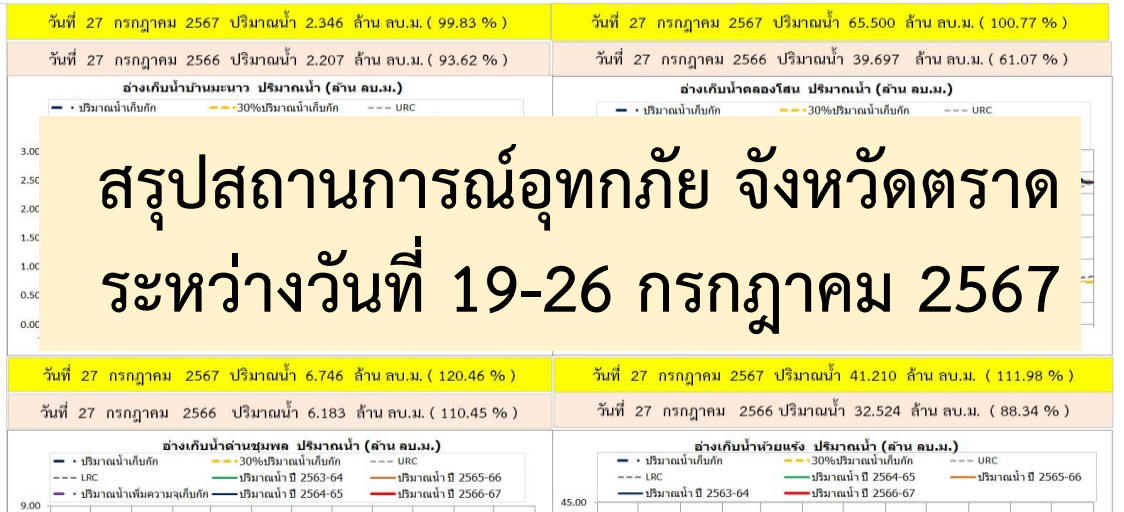 วันที่ 27 กรกฎาคม 2567 ปริมาณน้ำ 2.346 ล้าน ลบ.ม. ( 99.83 % )
วันที่ 27 กรกฎาคม 2567 ปริมาณน้ำ 65.500 ล้าน ลบ.ม. ( 100.77 % )
วันที่ 27 กรกฎาคม 2566 ปริมาณน้ำ 2.207 ล้าน ลบ.ม. ( 93.62 % )
วันที่ 27 กรกฎาคม 2566 ปริมาณน้ำ 39.697 ล้าน ลบ.ม. ( 61.07 % )
อ่างเก็บน้ำบ้านมะนาว ปริมาณน้ำ (ล้าน ลบ.ม.)
ปริมาณน้ำเก็บกัก 30%ปริมาณน้ำเก็บกัก URC
อ่างเก็บน้ำคลองโสน ปริมาณน้ำ (ล้าน ลบ.ม.)
ปริมาณน้ำเก็บกัก 30%ปริมาณน้ำเก็บกัก URC
3.00
2.50
2.00
1.50
1.00
0.50
0.00
สรุปสถานการณ์อุทกภัย จังหวัดตราด
ระหว่างวันที่ 19-26 กรกฎาคม 2567
วันที่ 27 กรกฎาคม 2567 ปริมาณน้ำ 6.746 ล้าน ลบ.ม. ( 120.46 % )
วันที่ 27 กรกฎาคม 2567 ปริมาณน้ำ 41.210 ล้าน ลบ.ม. ( 111.98 % )
วันที่ 27 กรกฎาคม 2566 ปริมาณน้ำ 6.183 ล้าน ลบ.ม. ( 110.45 % )
วันที่ 27 กรกฎาคม 2566 ปริมาณน้ำ 32.524 ล้าน ลบ.ม. ( 88.34 % )
อ่างเก็บน้ำด่านชุมพล ปริมาณน้ำ (ล้าน ลบ.ม.)
ปริมาณน้ำเก็บกัก 30%ปริมาณน้ำเก็บกัก URC
LRC ปริมาณน้ำ ปี 2563-64 ปริมาณน้ำ ปี 2565-66
ปริมาณน้ำเพิ่มความจุเก็บกัก ปริมาณน้ำ ปี 2564-65 ปริมาณน้ำ ปี 2566-67
9.00
อ่างเก็บน้ำห้วยแร้ง ปริมาณน้ำ (ล้าน ลบ.ม.)
ปริมาณน้ำเก็บกัก 30%ปริมาณน้ำเก็บกัก URC
LRC ปริมาณน้ำ ปี 2564-65 ปริมาณน้ำ ปี 2565-66
ปริมาณน้ำ ปี 2563-64 ปริมาณน้ำ ปี 2566-67
45.00